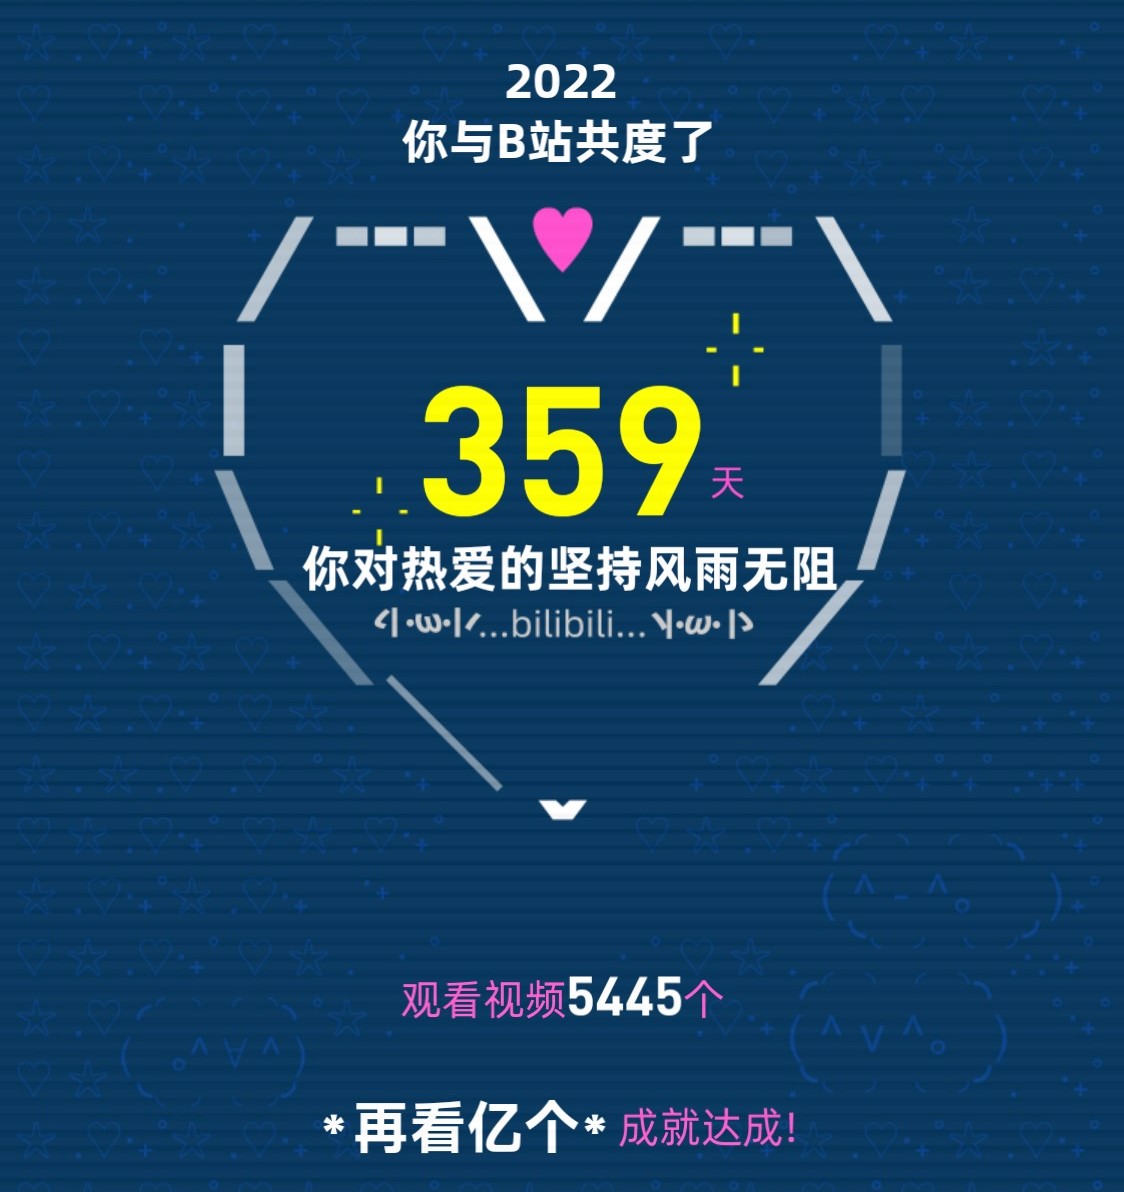 2022
你与B站共度了
359天
你对热爱的坚持风雨无阻
...bilibili...
观看视频5445个
*再看亿个* 成就达成!